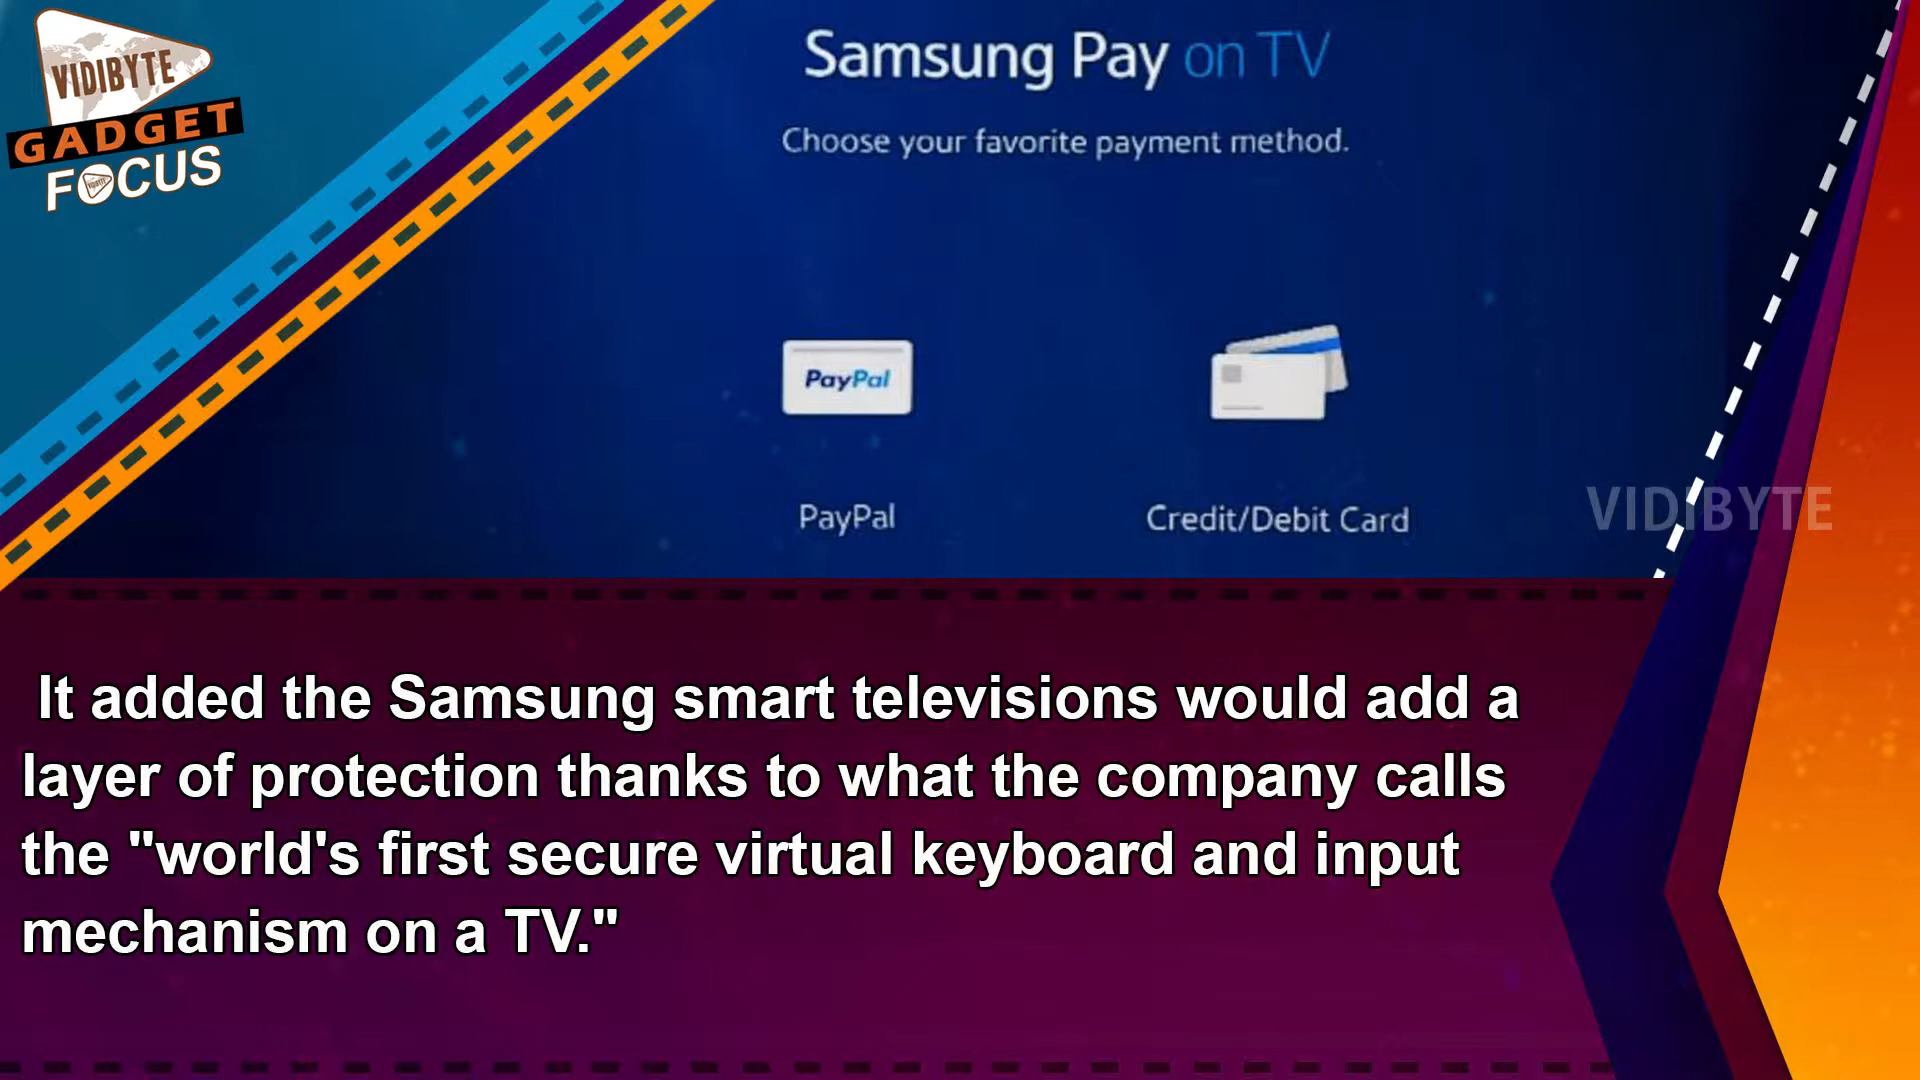 VIDIBYTE
GADGET
FOCUS
Samsung Pay on TV
Choose your favorite payment method.
PayPal
PayPal
Credit/Debit Card
VIDIBYTE
It added the Samsung smart televisions would add a
layer of protection thanks to what the company calls
the "world's first secure virtual keyboard and input
mechanism on a TV."